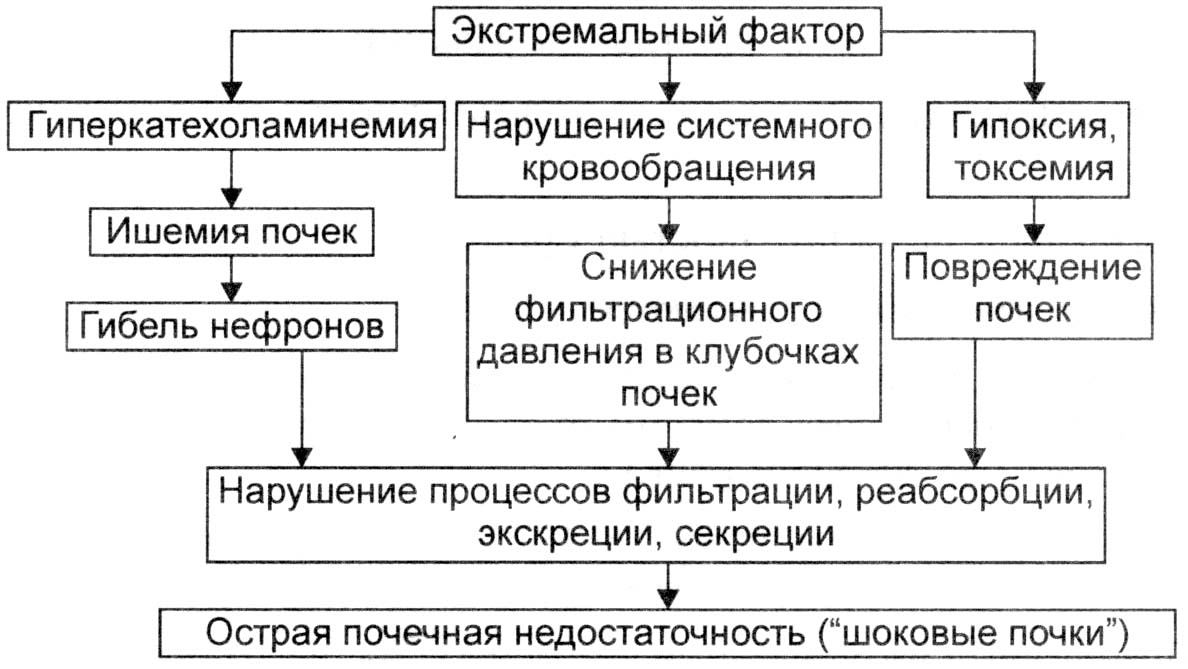 Экстремальный фактор
Гиперкатехоламинемия
Нарушение системного
кровообращения
Гипоксия,
токсемия
Ишемия почек
Гибель нефронов
Снижение
фильтрационного
давления в клубочках
почек
Повреждение
почек
Нарушение процессов фильтрации, реабсорбции,
экскреции, секреции
Острая почечная недостаточность (“шоковые почки”)